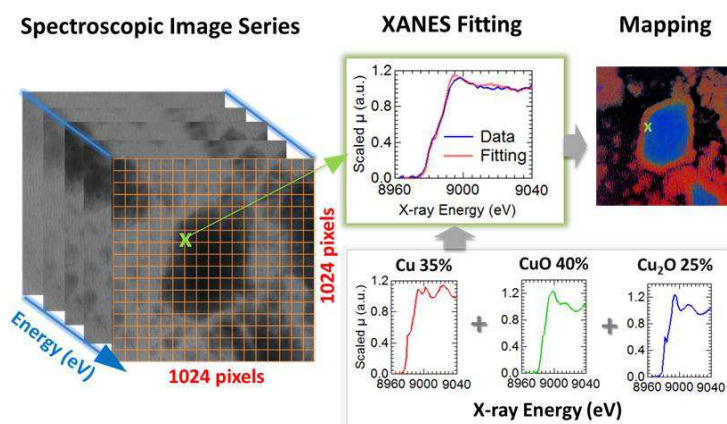 Spectroscopic Image Series
XANES Fitting
Mapping
Scaled μ (a.u.)
1.2
0.8
0.4
0.0
Data
Fitting
8960
9000
9040
X-ray Energy (eV)
x
x
1024 pixels
1024 pixels
Energy (eV)
Cu 35%
CuO 40%
Cu₂O 25%
Scaled μ (a.u.)
1.2
0.8
0.4
0.0
8960 9000 9040
+
1.2
0.8
0.4
0.0
8960 9000 9040
+
1.2
0.8
0.4
0.0
8960 9000 9040
X-ray Energy (eV)